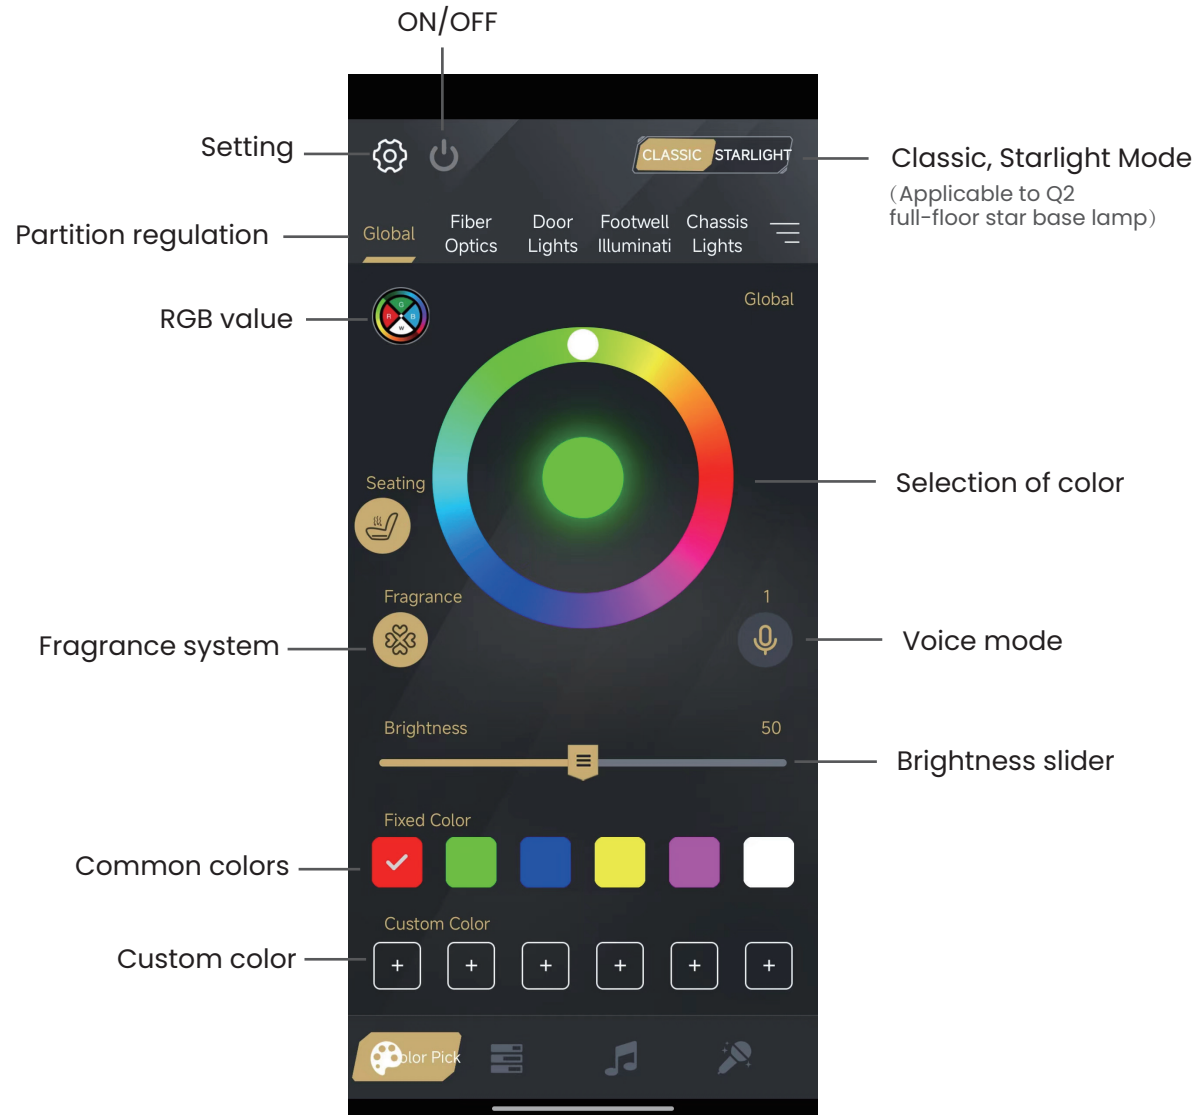 ON/OFF
Setting
CLASSIC STARLIGHT
Classic, Starlight Mode
(Applicable to Q2
full-floor star base lamp)
Partition regulation
Global
Fiber
Optics
Door
Lights
Footwell
Illuminati
Chassis
Lights
RGB value
G
R B
W
Global
Selection of color
Seating
Fragrance
1
Fragrance system
Voice mode
Brightness 50
Brightness slider
Fixed Color
Common colors
Custom Color
Custom color
+ + + + + +
olor Pick